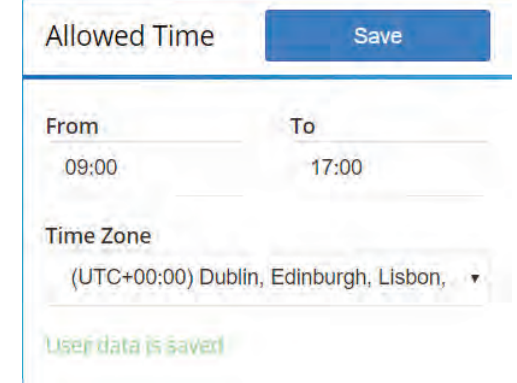 Allowed Time
Save
From To
09:00 17:00
Time Zone
(UTC+00:00) Dublin, Edinburgh, Lisbon,
User data is saved